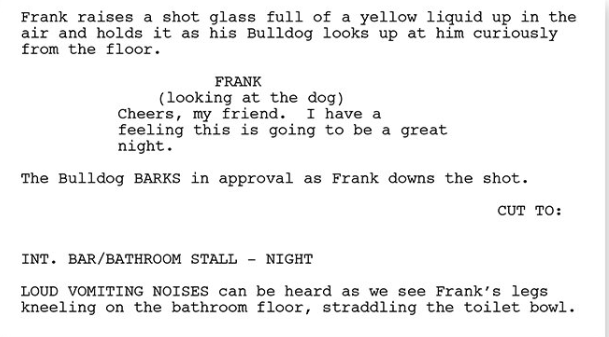 Frank raises a shot glass full of a yellow liquid up in the
air and holds it as his Bulldog looks up at him curiously
from the floor.
FRANK
(looking at the dog)
Cheers, my friend.  I have a
feeling this is going to be a great
night.
The Bulldog BARKS in approval as Frank downs the shot.
CUT TO:
INT. BAR/BATHROOM STALL - NIGHT
LOUD VOMITING NOISES can be heard as we see Frank's legs
kneeling on the bathroom floor, straddling the toilet bowl.